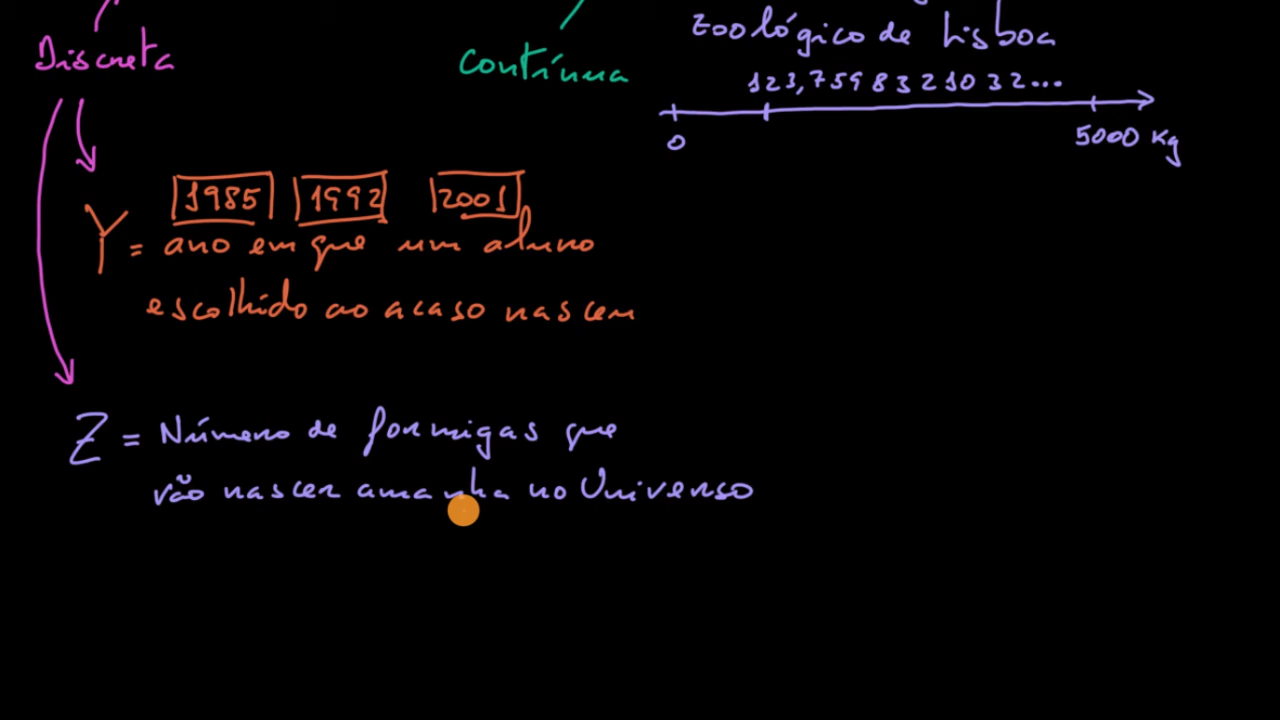 Zoológico de Lisboa
Discreta
Contínua
123,7598321032...
0
5000 Kg
1985 1992 2001
Y = ano em que um aluno
escolhido ao acaso nasceu
Z = Número de formigas que
vão nascer amanha no Universo